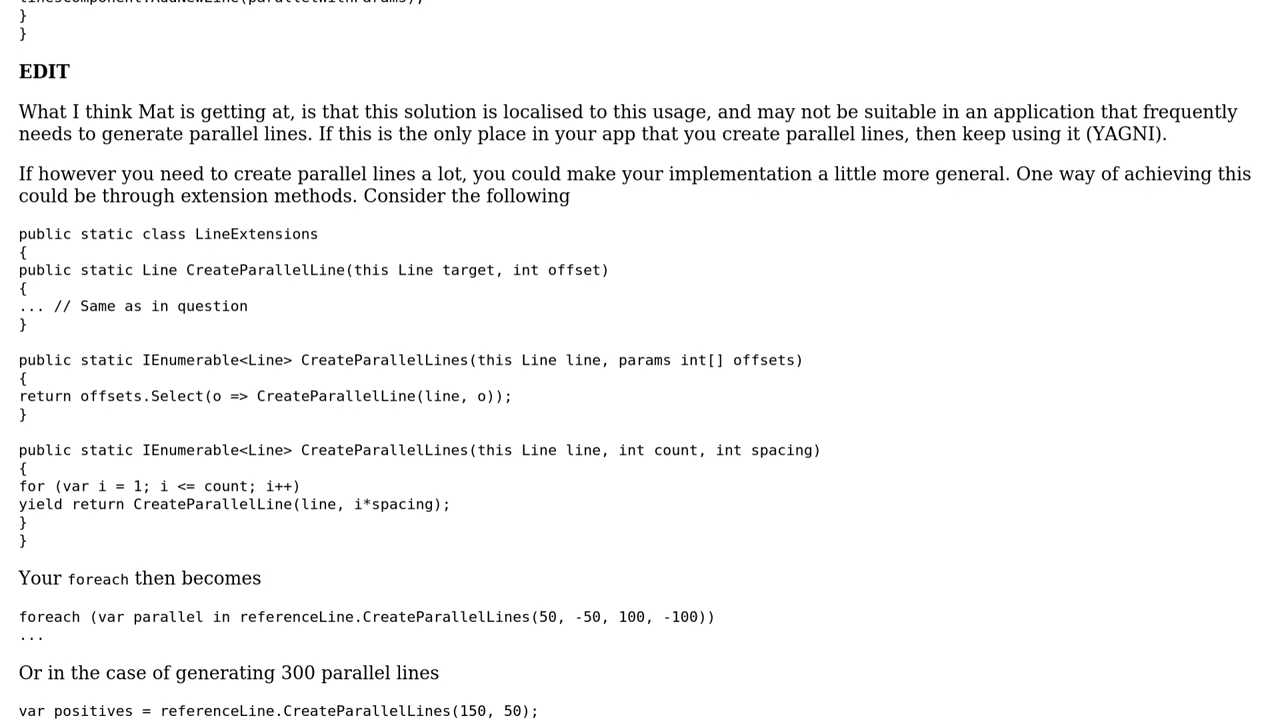 linesComponent.AddNewLine(parallelWithParams);
}
}
EDIT
What I think Mat is getting at, is that this solution is localised to this usage, and may not be suitable in an application that frequently
needs to generate parallel lines. If this is the only place in your app that you create parallel lines, then keep using it (YAGNI).
If however you need to create parallel lines a lot, you could make your implementation a little more general. One way of achieving this
could be through extension methods. Consider the following
public static class LineExtensions
{
public static Line CreateParallelLine(this Line target, int offset)
{
... // Same as in question
}
public static IEnumerable<Line> CreateParallelLines(this Line line, params int[] offsets)
{
return offsets.Select(o => CreateParallelLine(line, o));
}
public static IEnumerable<Line> CreateParallelLines(this Line line, int count, int spacing)
{
for (var i = 1; i <= count; i++)
yield return CreateParallelLine(line, i*spacing);
}
}
Your foreach then becomes
foreach (var parallel in referenceLine.CreateParallelLines(50, -50, 100, -100))
...
Or in the case of generating 300 parallel lines
var positives = referenceLine.CreateParallelLines(150, 50);